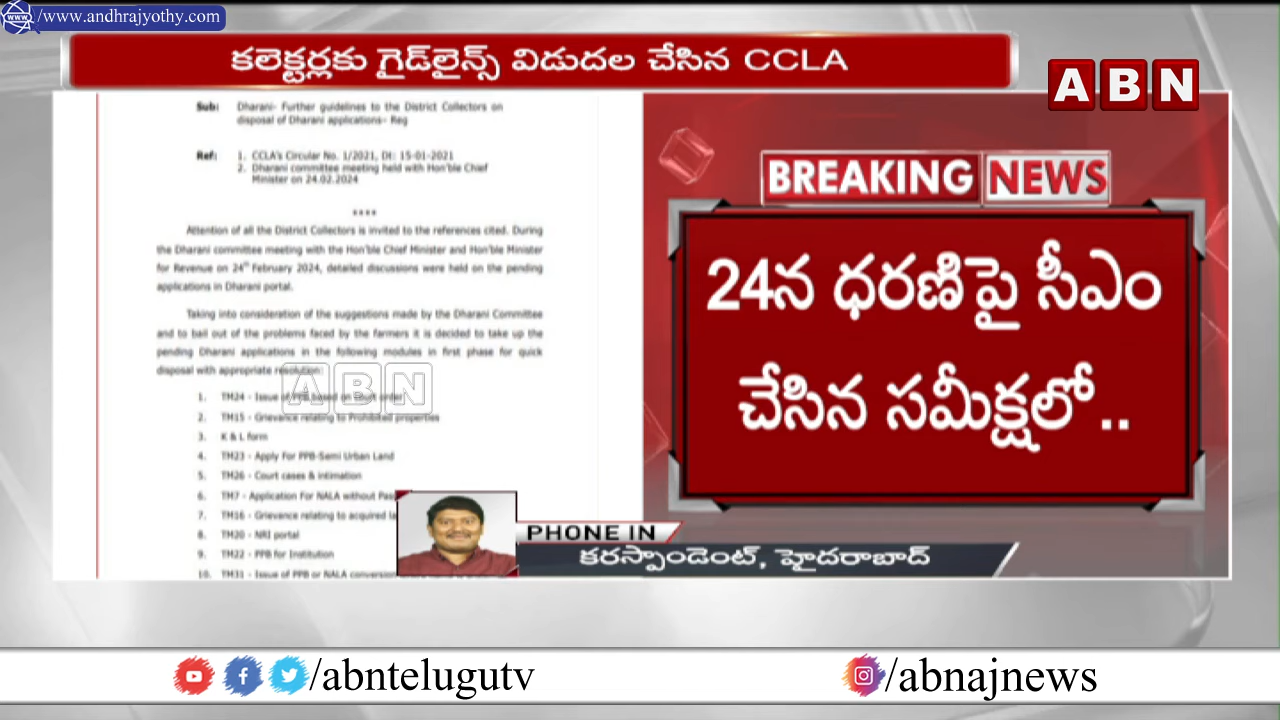 www.andhrajyothy.com
కలెక్టర్లకు గైడ్‌లైన్స్ విడుదల చేసిన CCLA
ABN
Sub: Dharani- Further guidelines to the District Collectors on
disposal of Dharani applications- Reg
Ref: 1. CCLA's Circular No. 1/2021, Dt: 15-01-2021
2. Dharani committee meeting held with Hon'ble Chief
Minister on 24.02.2024
****
Attention of all the District Collectors is invited to the references cited. During
the Dharani committee meeting with the Hon'ble Chief Minister and Hon'ble Minister
for Revenue on 24th February 2024, detailed discussions were held on the pending
applications in Dharani portal.
Taking into consideration of the suggestions made by the Dharani Committee
and to bail out of the problems faced by the farmers it is decided to take up the
pending Dharani applications in the following modules in first phase for quick
disposal with appropriate resolution:
ABN
1. TM24 - Issue of PPB based on Court order
2. TM15 - Grievance relating to Prohibited properties
3. K & L form
4. TM23 - Apply For PPB-Semi Urban Land
5. TM26 - Court cases & intimation
6. TM7 - Application For NALA without
7. TM16 - Grievance relating to acquired
8. TM20 - NRI portal
9. TM22 - PPB for Institution
10. TM31 - Issue of PPB or NALA conversion
BREAKING NEWS
24న ధరణిపై సీఎం
చేసిన సమీక్షలో ..
PHONE IN
కరస్పాండెంట్, హైదరాబాద్
/abntelugutv
/abnajnews